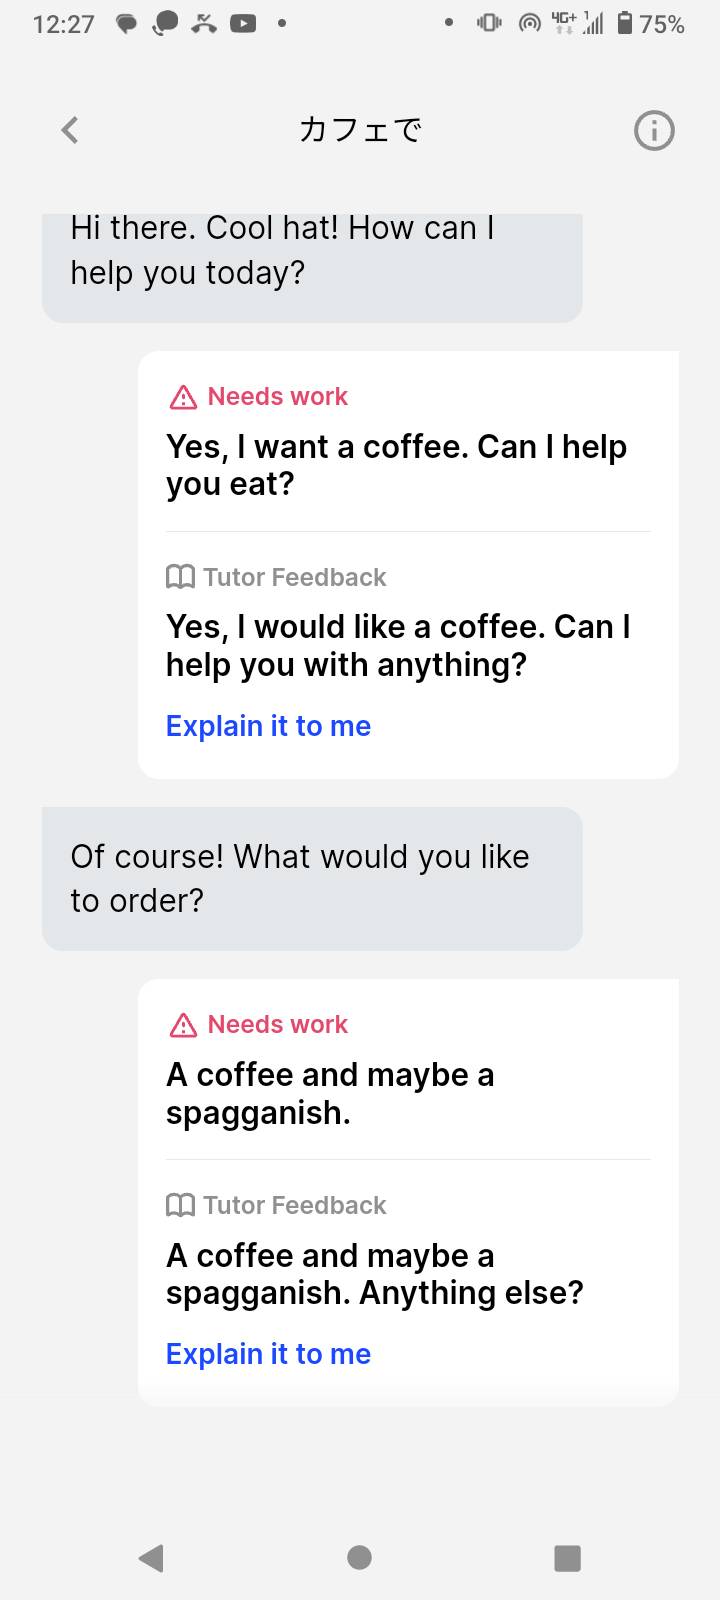 12:27
4G+ 1 75%
カフェで
Hi there. Cool hat! How can I
help you today?
Needs work
Yes, I want a coffee. Can I help
you eat?
Tutor Feedback
Yes, I would like a coffee. Can I
help you with anything?
Explain it to me
Of course! What would you like
to order?
Needs work
A coffee and maybe a
spagganish.
Tutor Feedback
A coffee and maybe a
spagganish. Anything else?
Explain it to me